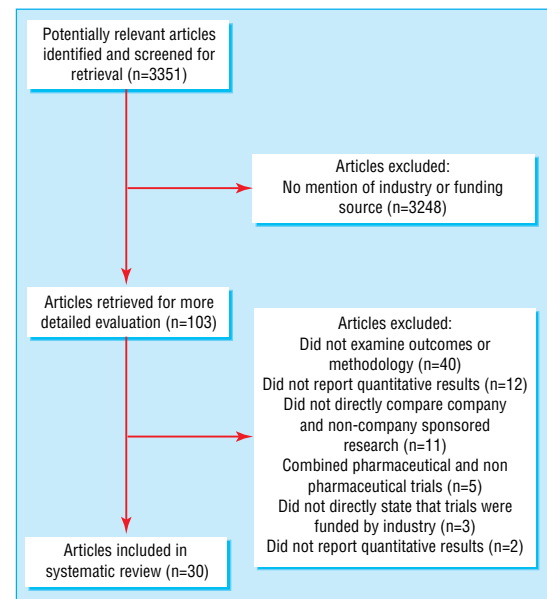 Potentially relevant articles
identified and screened for
retrieval (n=3351)
Articles excluded:
No mention of industry or funding
source (n=3248)
Articles retrieved for more
detailed evaluation (n=103)
Articles excluded:
Did not examine outcomes or
methodology (n=40)
Did not report quantitative results (n=12)
Did not directly compare company
and non-company sponsored
research (n=11)
Combined pharmaceutical and non
pharmaceutical trials (n=5)
Did not directly state that trials were
funded by industry (n=3)
Did not report quantitative results (n=2)
Articles included in
systematic review (n=30)